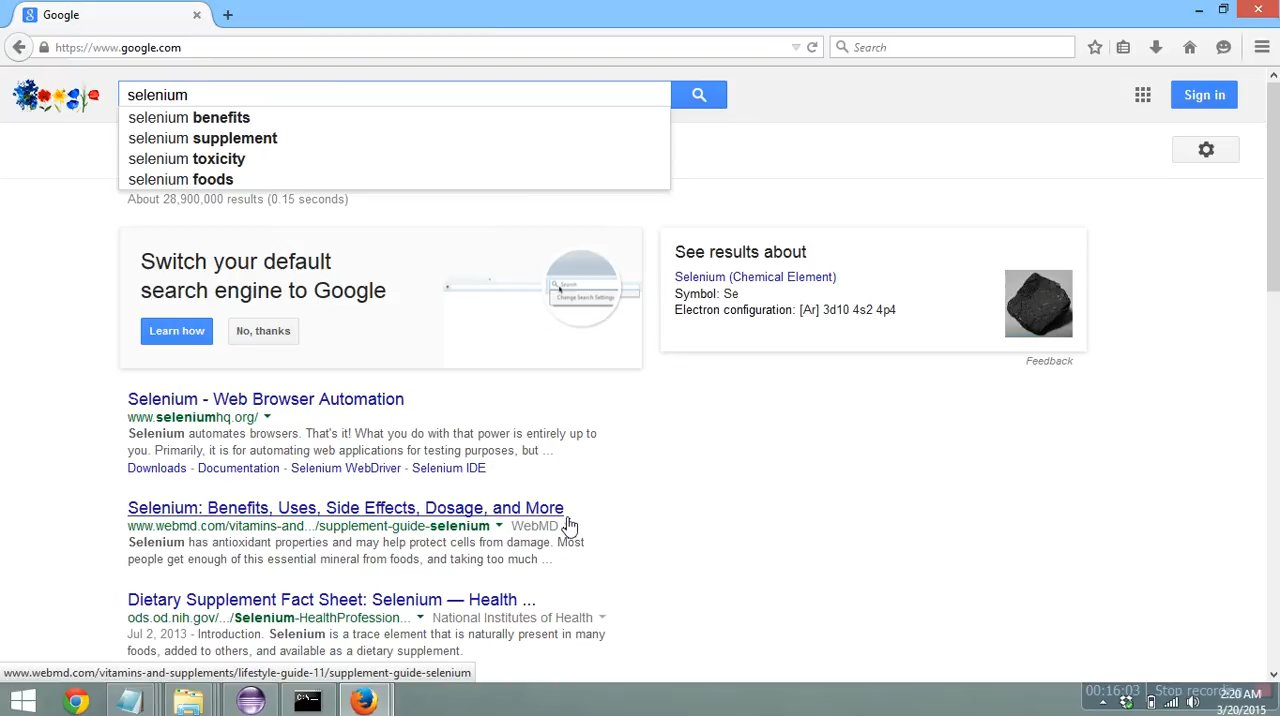 Google
https://www.google.com
Search
selenium
Sign in
selenium benefits
selenium supplement
selenium toxicity
selenium foods
About 28,900,000 results (0.15 seconds)
Switch your default
search engine to Google
Learn how
No, thanks
Search
Change Search Settings
See results about
Selenium (Chemical Element)
Symbol: Se
Electron configuration: [Ar] 3d10 4s2 4p4
Feedback
Selenium - Web Browser Automation
www.seleniumhq.org/
Selenium automates browsers. That's it! What you do with that power is entirely up to
you. Primarily, it is for automating web applications for testing purposes, but ...
Downloads - Documentation - Selenium WebDriver - Selenium IDE
Selenium: Benefits, Uses, Side Effects, Dosage, and More
www.webmd.com/vitamins-and.../supplement-guide-selenium WebMD
Selenium has antioxidant properties and may help protect cells from damage. Most
people get enough of this essential mineral from foods, and taking too much ...
Dietary Supplement Fact Sheet: Selenium — Health ...
ods.od.nih.gov/.../Selenium-HealthProfession... National Institutes of Health
Jul 2, 2013 - Introduction. Selenium is a trace element that is naturally present in many
foods, added to others, and available as a dietary supplement.
www.webmd.com/vitamins-and-supplements/lifestyle-guide-11/supplement-guide-selenium
00:16:03 Stop recording
2:20 AM
3/20/2015